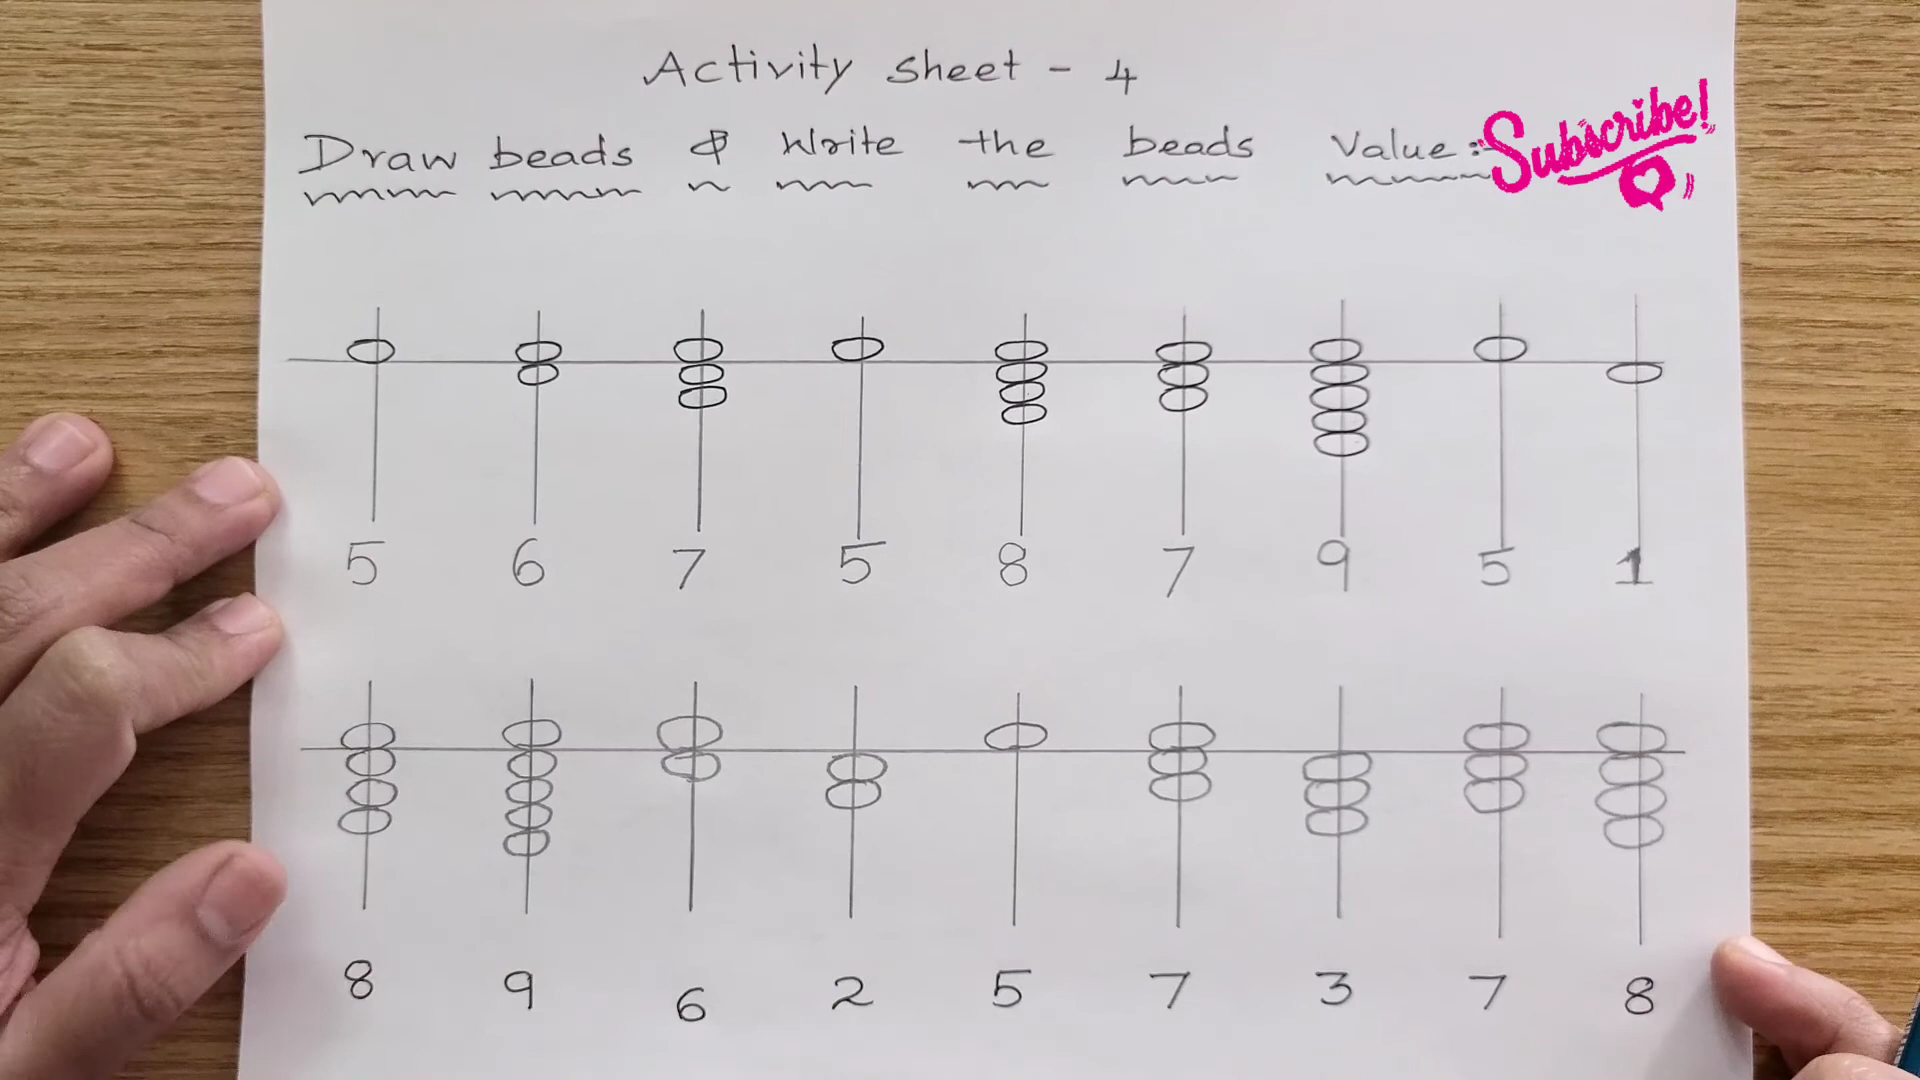 Activity sheet - 4
Draw beads & Write the beads Value :-
Subscribe!
5 6 7 5 8 7 9 5 1
8 9 6 2 5 7 3 7 8